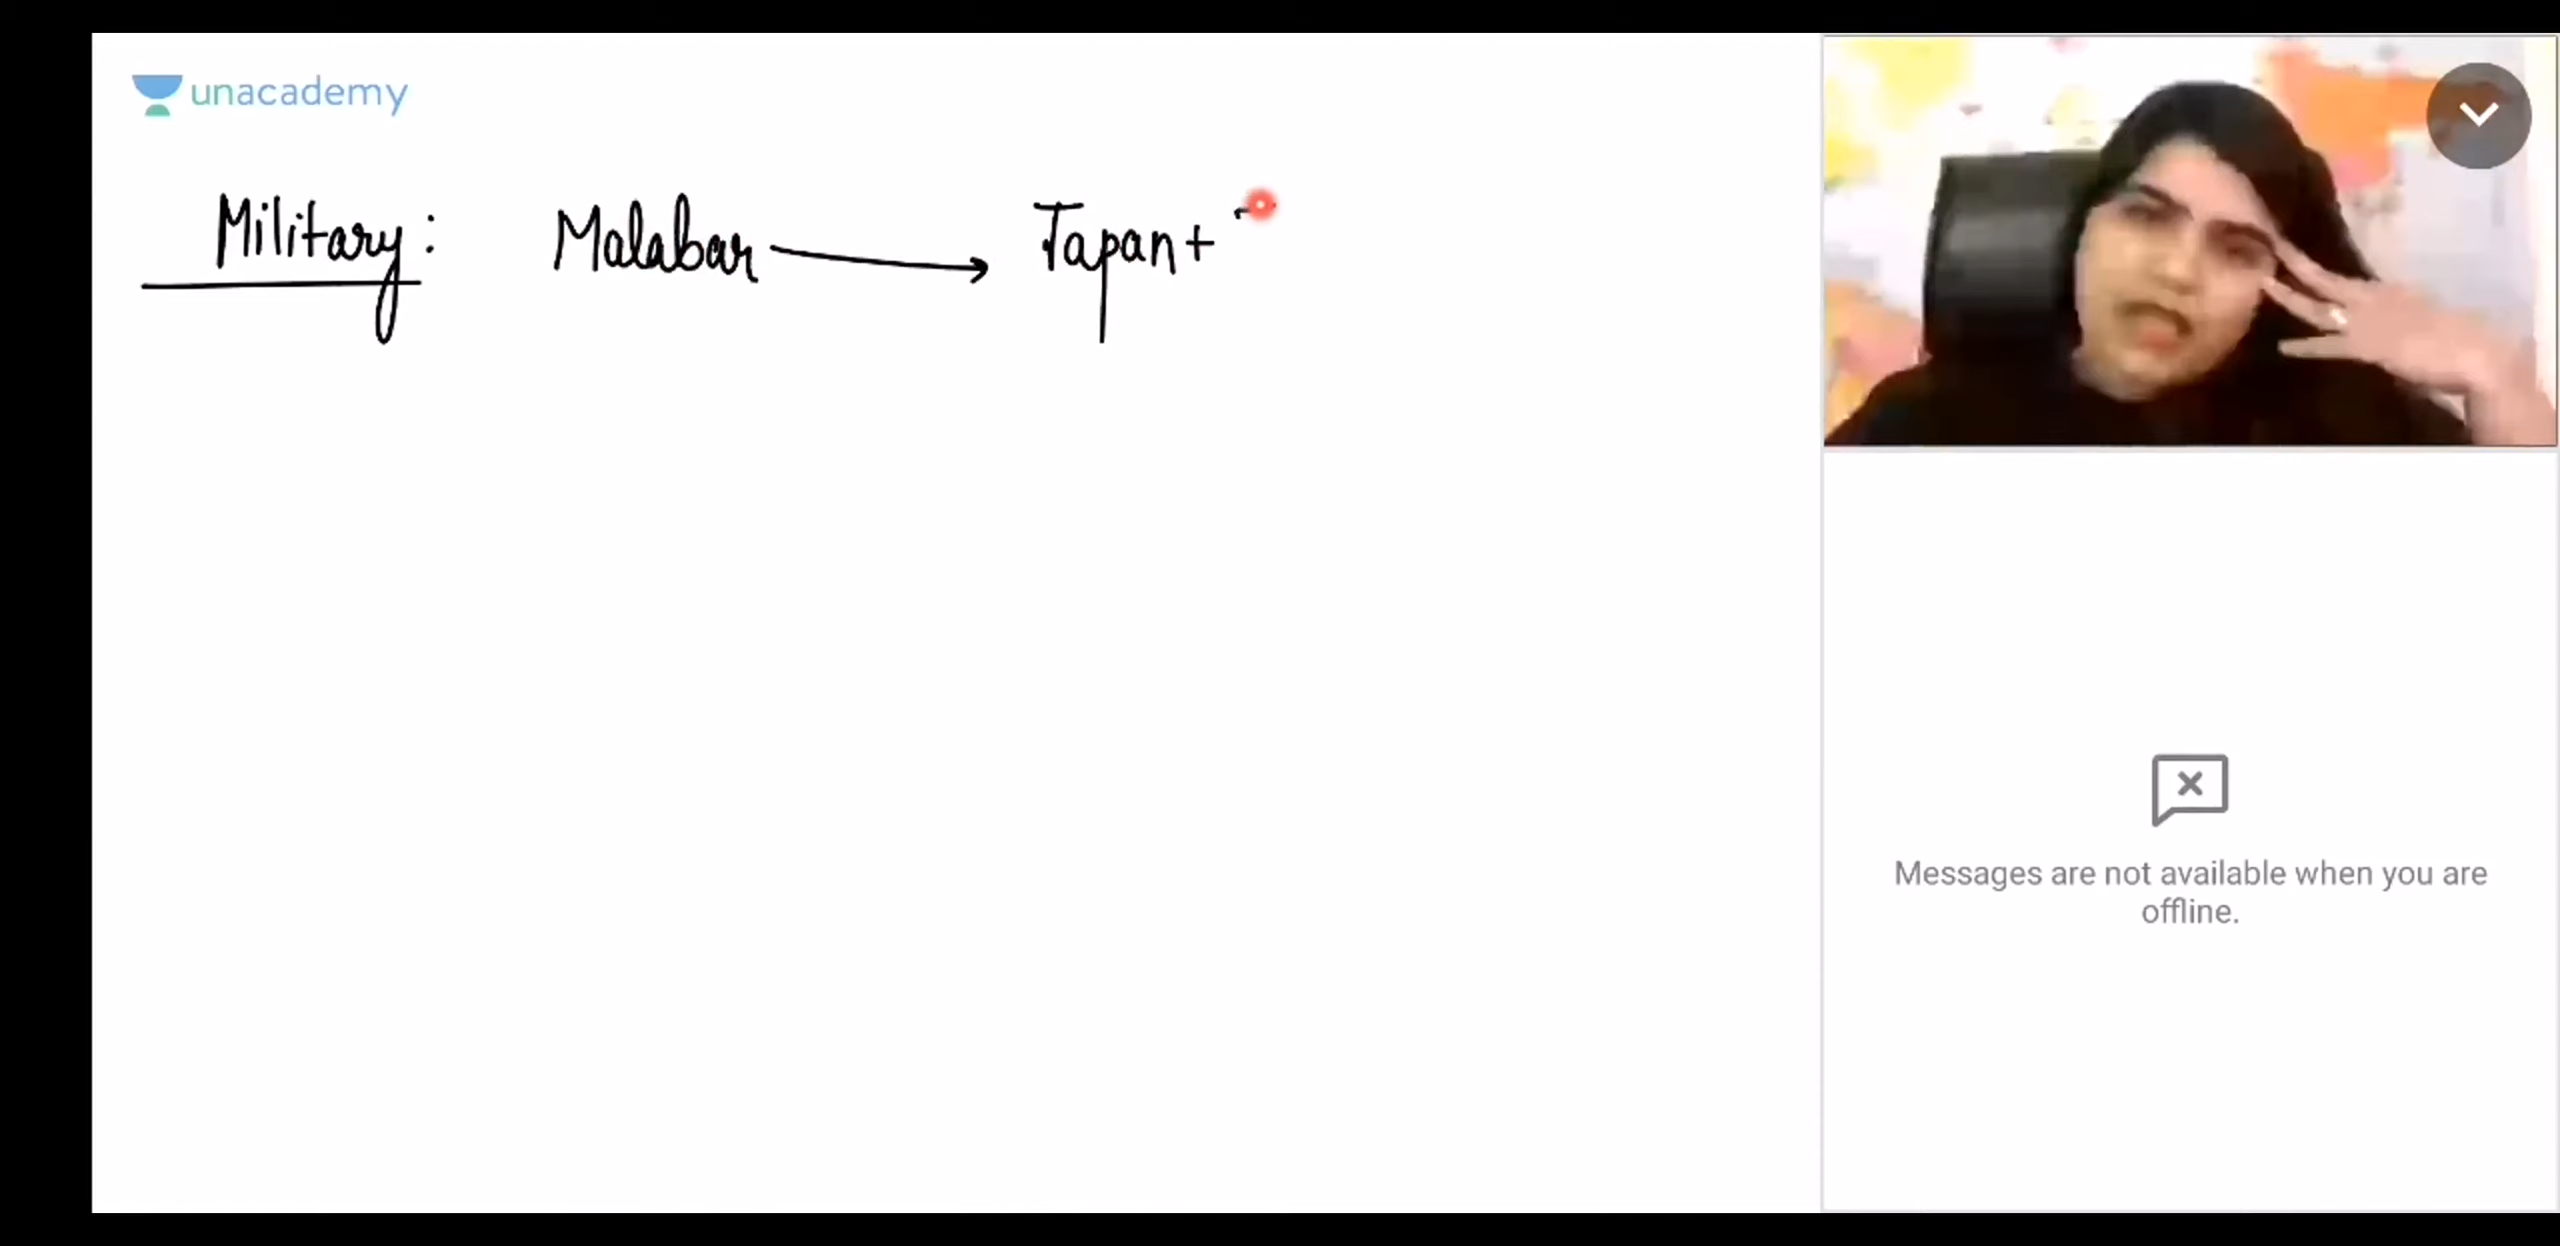 unacademy
Military: Malabar → Japan+
Messages are not available when you are
offline.